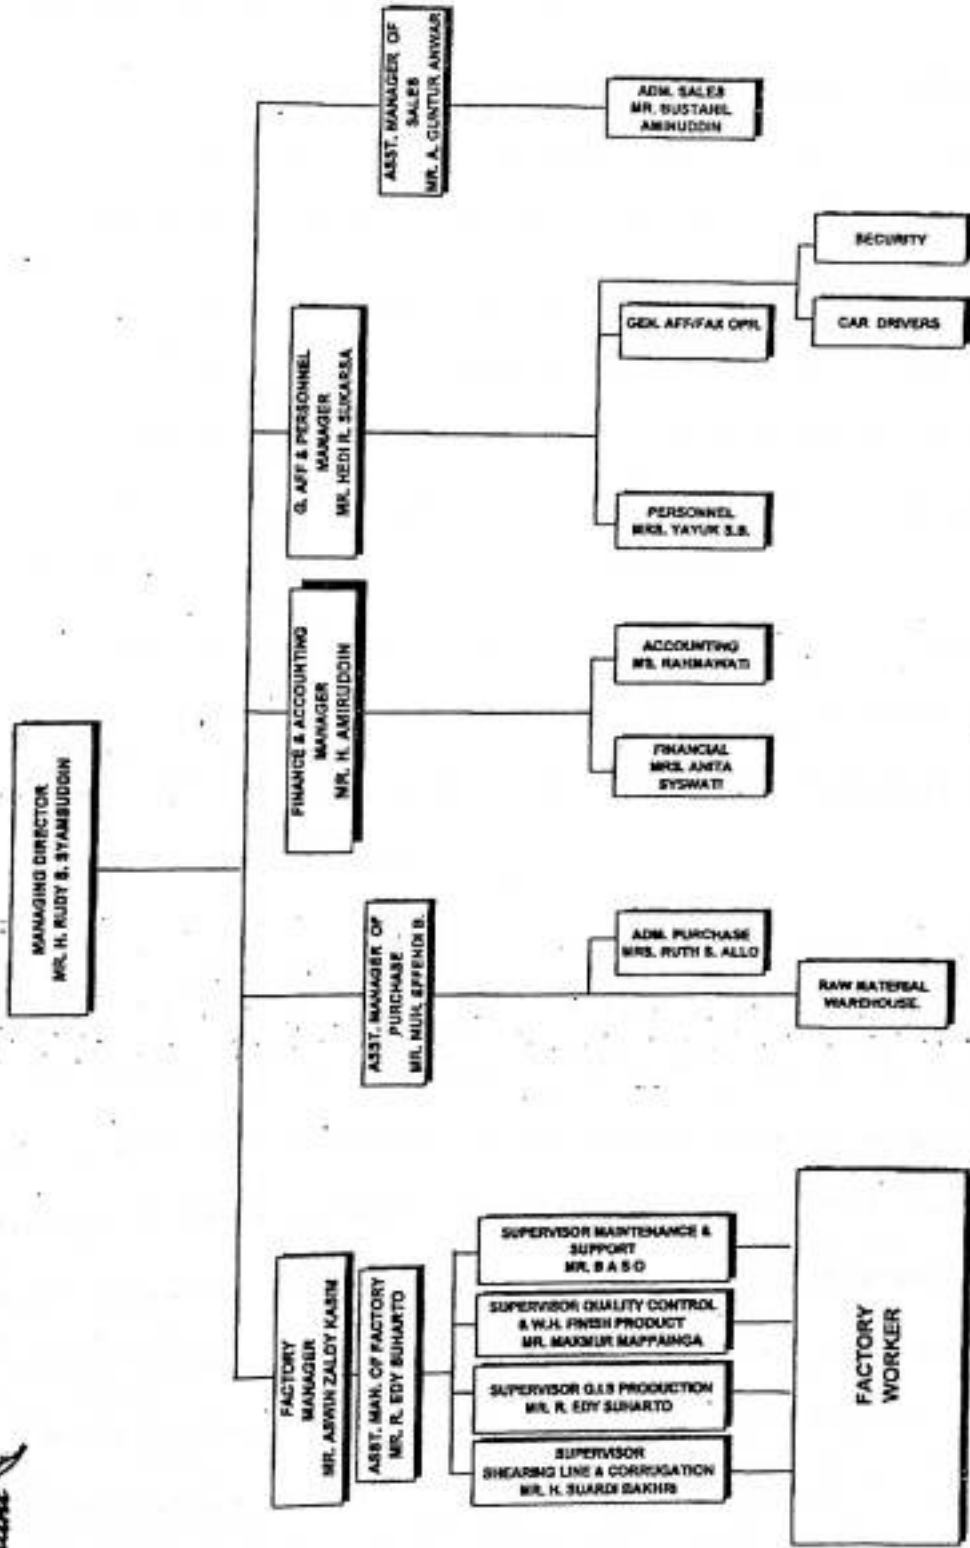 MANAGING DIRECTOR
MR. H. RUDY S. SYAMSUDDIN
FACTORY
MANAGER
MR. ASWIN ZALDY KASIM
ASST. MAN. OF FACTORY
MR. R. EDY SUHARTO
SUPERVISOR
SHEARING LINE & CORRUGATION
MR. H. SUARDI BAKHRI
SUPERVISOR G.I.S PRODUCTION
MR. R. EDY SUHARTO
SUPERVISOR QUALITY CONTROL
& W.H. FINISH PRODUCT
MR. MAKMUR MAPPAINGA
SUPERVISOR MAINTENANCE &
SUPPORT
MR. B A S O
FACTORY
WORKER
ASST. MANAGER OF
PURCHASE
MR. MUH. EFFENDI B.
ADM. PURCHASE
MRS. RUTH S. ALLO
RAW MATERIAL
WAREHOUSE.
FINANCE & ACCOUNTING
MANAGER
MR. H. AMIRUDDIN
FINANCIAL
MRS. ANITA
SYSWATI
ACCOUNTING
MS. RAHMAWATI
G. AFF & PERSONNEL
MANAGER
MR. HEDI R. SUKARSA
PERSONNEL
MRS. YAYUK S.B.
GEN. AFF/FAX OPR.
CAR DRIVERS
SECURITY
ASST. MANAGER OF
SALES
MR. A. GUNTUR ANWAR
ADM. SALES
MR. BUSTAHIL
AMIRUDDIN